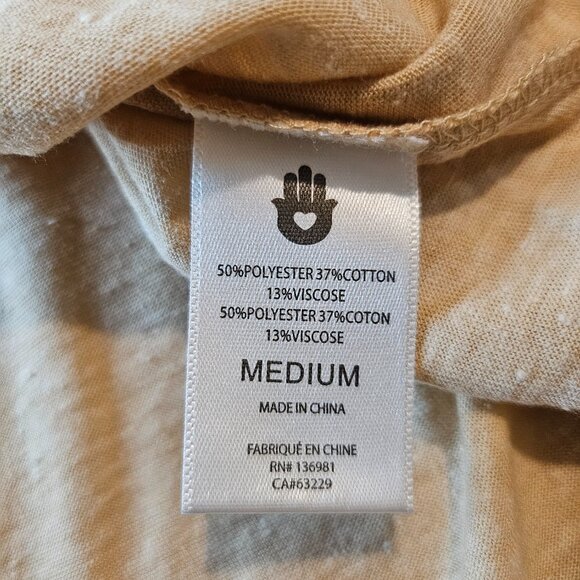 50%POLYESTER 37%COTTON
13%VISCOSE
50%POLYESTER 37%COTON
13%VISCOSE
MEDIUM
MADE IN CHINA
FABRIQUÉ EN CHINE
RN# 136981
CA#63229